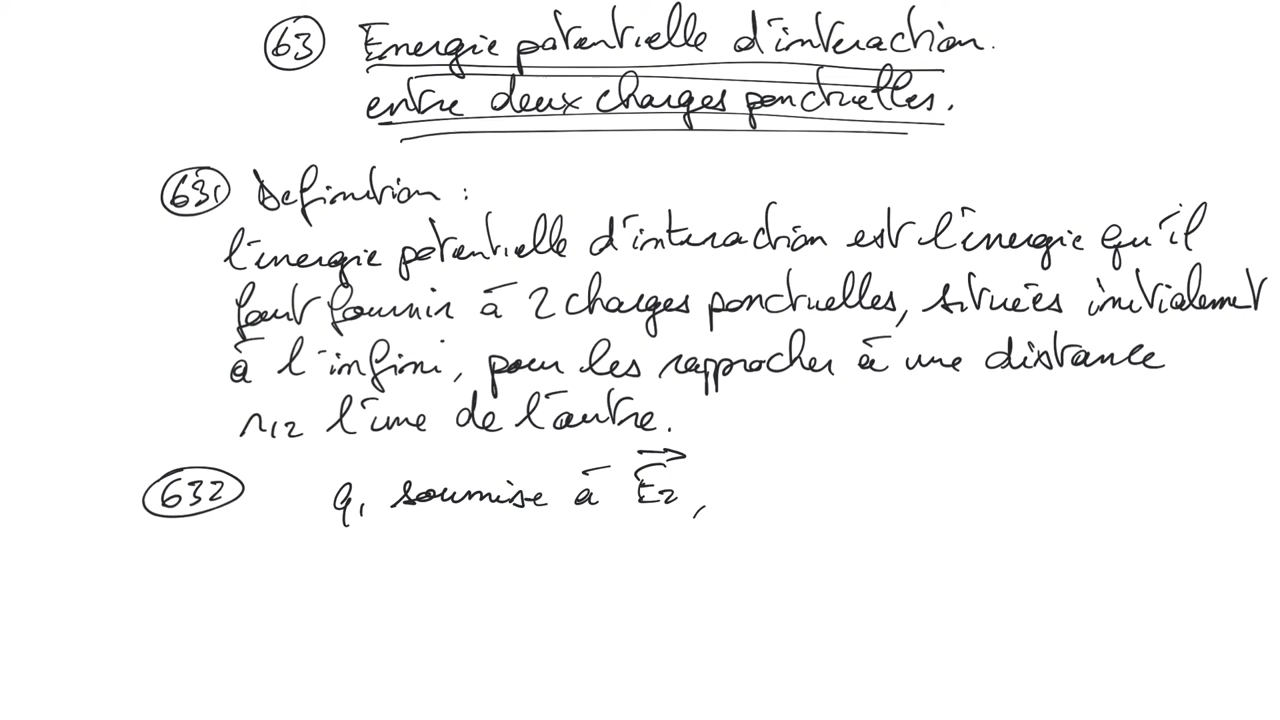 63 Energie potentielle d'interaction.
entre deux charges ponctuelles.
631 Définition :
l'énergie potentielle d'interaction est l'énergie qu'il
faut fournir à 2 charges ponctuelles, situées initialement
à l'infini, pour les rapprocher à une distance
r12 l'une de l'autre.
632 q1 soumise à E⃗2,